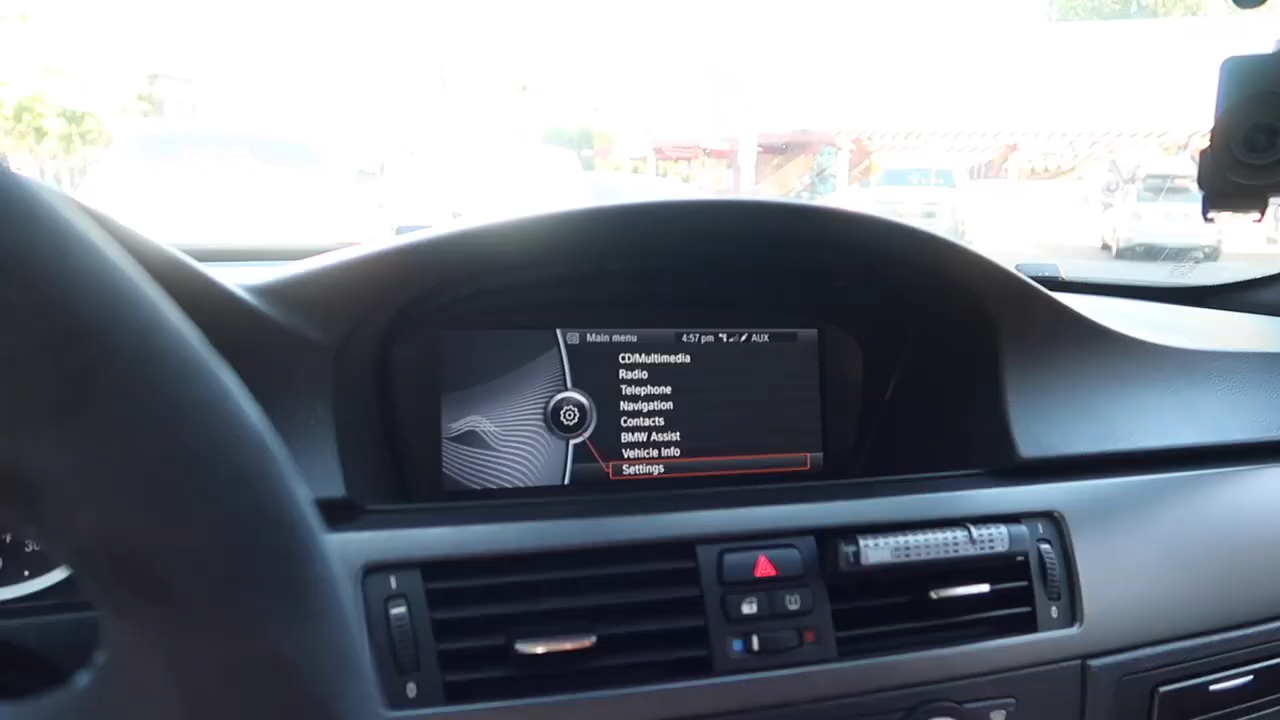 Main menu 4:57 pm AUX
CD/Multimedia
Radio
Telephone
Navigation
Contacts
BMW Assist
Vehicle Info
Settings